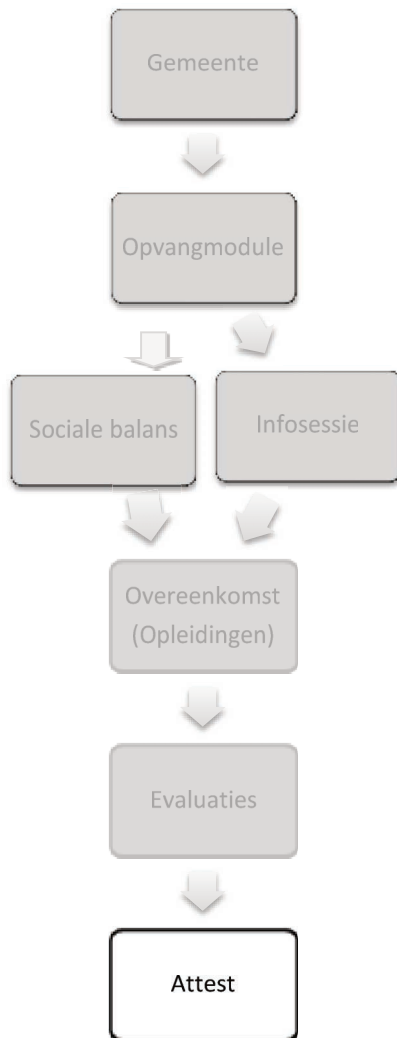 Gemeente
Opvangmodule
Sociale balans
Infosessie
Overeenkomst
(Opleidingen)
Evaluaties
Attest